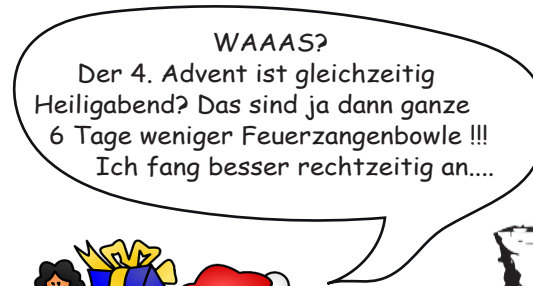 WAAAS?
Der 4. Advent ist gleichzeitig
Heiligabend? Das sind ja dann ganze
6 Tage weniger Feuerzangenbowle !!!
Ich fang besser rechtzeitig an....